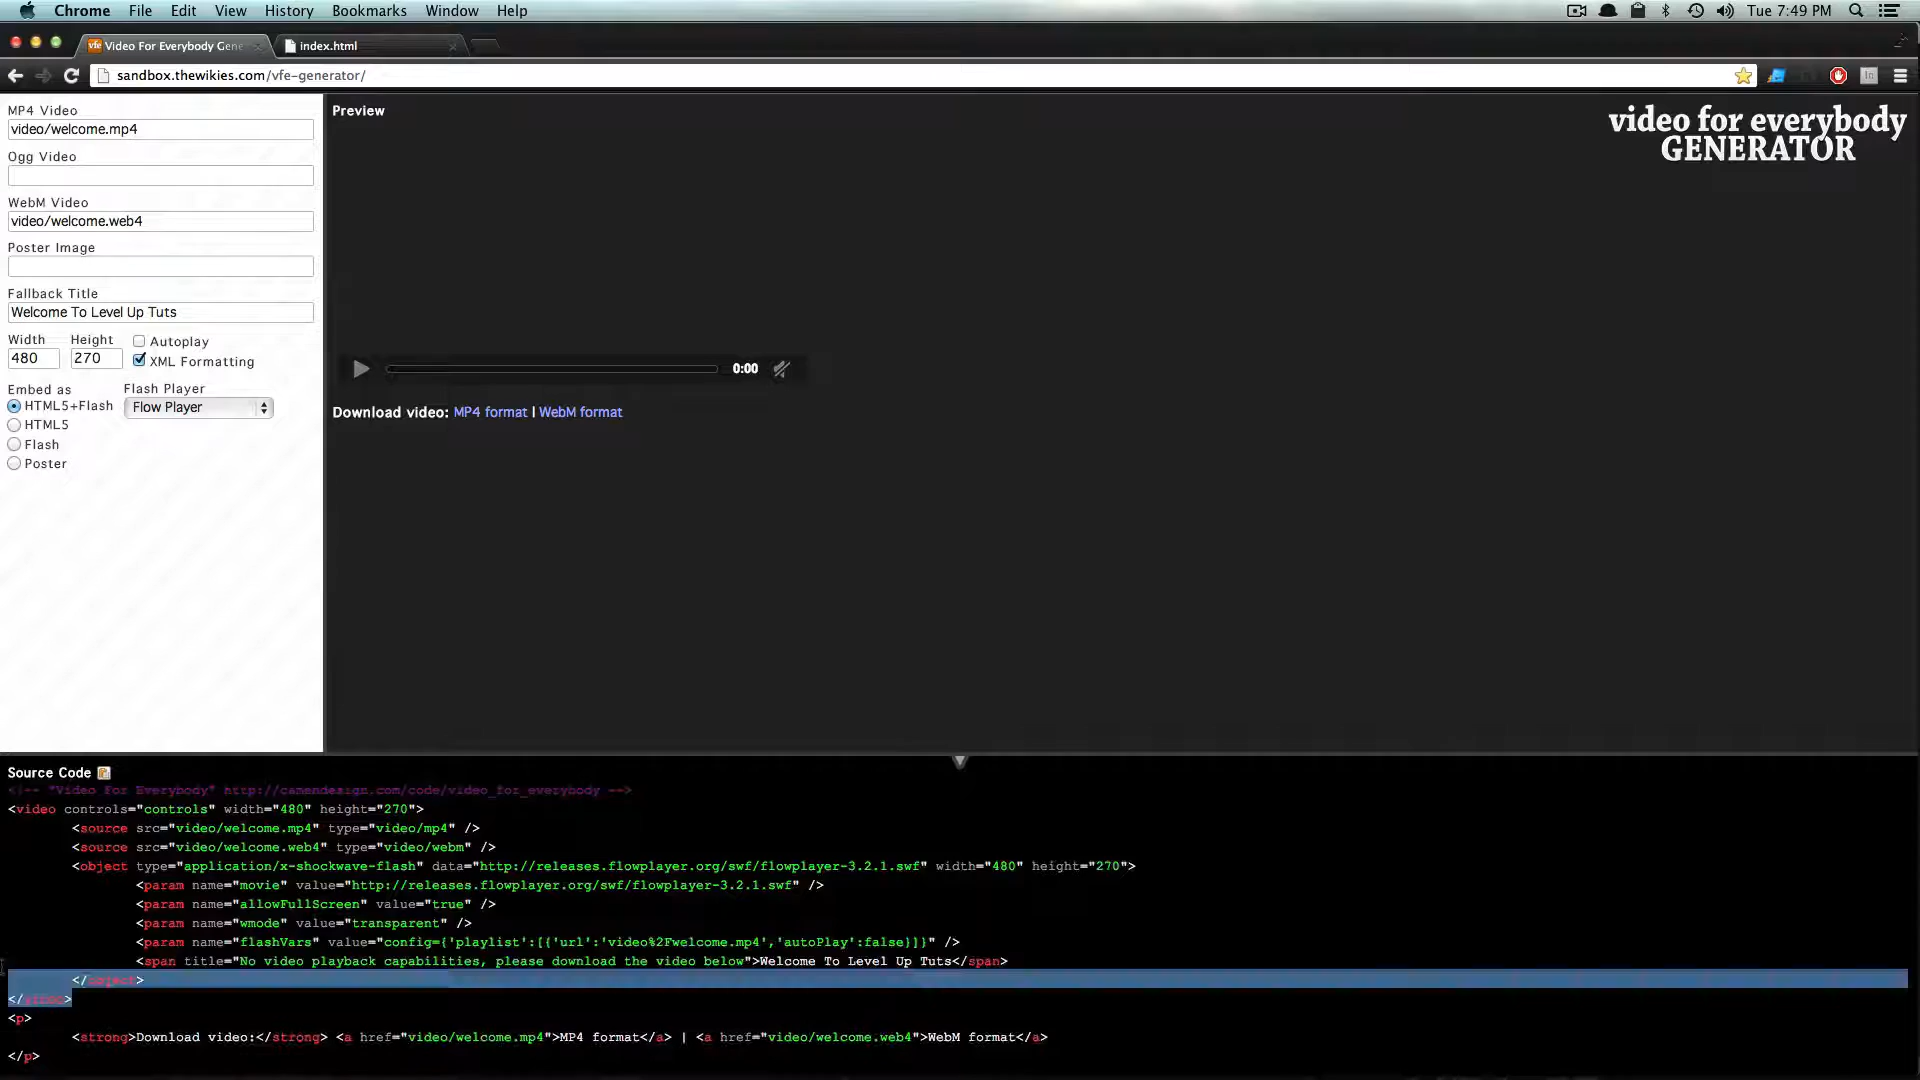 Chrome File Edit View History Bookmarks Window Help Tue 7:49 PM
vfe Video For Everybody Gene index.html
sandbox.thewikies.com/vfe-generator/
MP4 Video
video/welcome.mp4
Ogg Video
WebM Video
video/welcome.web4
Poster Image
Fallback Title
Welcome To Level Up Tuts
Width Height Autoplay
480 270 XML Formatting
Embed as Flash Player
HTML5+Flash Flow Player
HTML5
Flash
Poster
Preview
video for everybody
GENERATOR
0:00
Download video: MP4 format | WebM format
Source Code
<!-- "Video For Everybody" http://camendesign.com/code/video_for_everybody -->
<video controls="controls" width="480" height="270">
<source src="video/welcome.mp4" type="video/mp4" />
<source src="video/welcome.web4" type="video/webm" />
<object type="application/x-shockwave-flash" data="http://releases.flowplayer.org/swf/flowplayer-3.2.1.swf" width="480" height="270">
<param name="movie" value="http://releases.flowplayer.org/swf/flowplayer-3.2.1.swf" />
<param name="allowFullScreen" value="true" />
<param name="wmode" value="transparent" />
<param name="flashVars" value="config={'playlist':[{'url':'video%2Fwelcome.mp4','autoPlay':false}]}" />
<span title="No video playback capabilities, please download the video below">Welcome To Level Up Tuts</span>
</object>
</video>
<p>
<strong>Download video:</strong> <a href="video/welcome.mp4">MP4 format</a> | <a href="video/welcome.web4">WebM format</a>
</p>